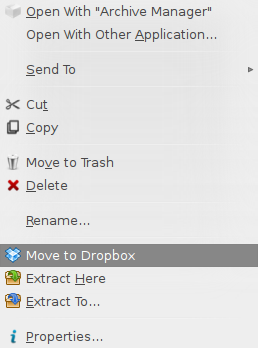 Open With "Archive Manager"
Open With Other Application...
Send To
Cut
Copy
Move to Trash
Delete
Rename...
Move to Dropbox
Extract Here
Extract To...
Properties...